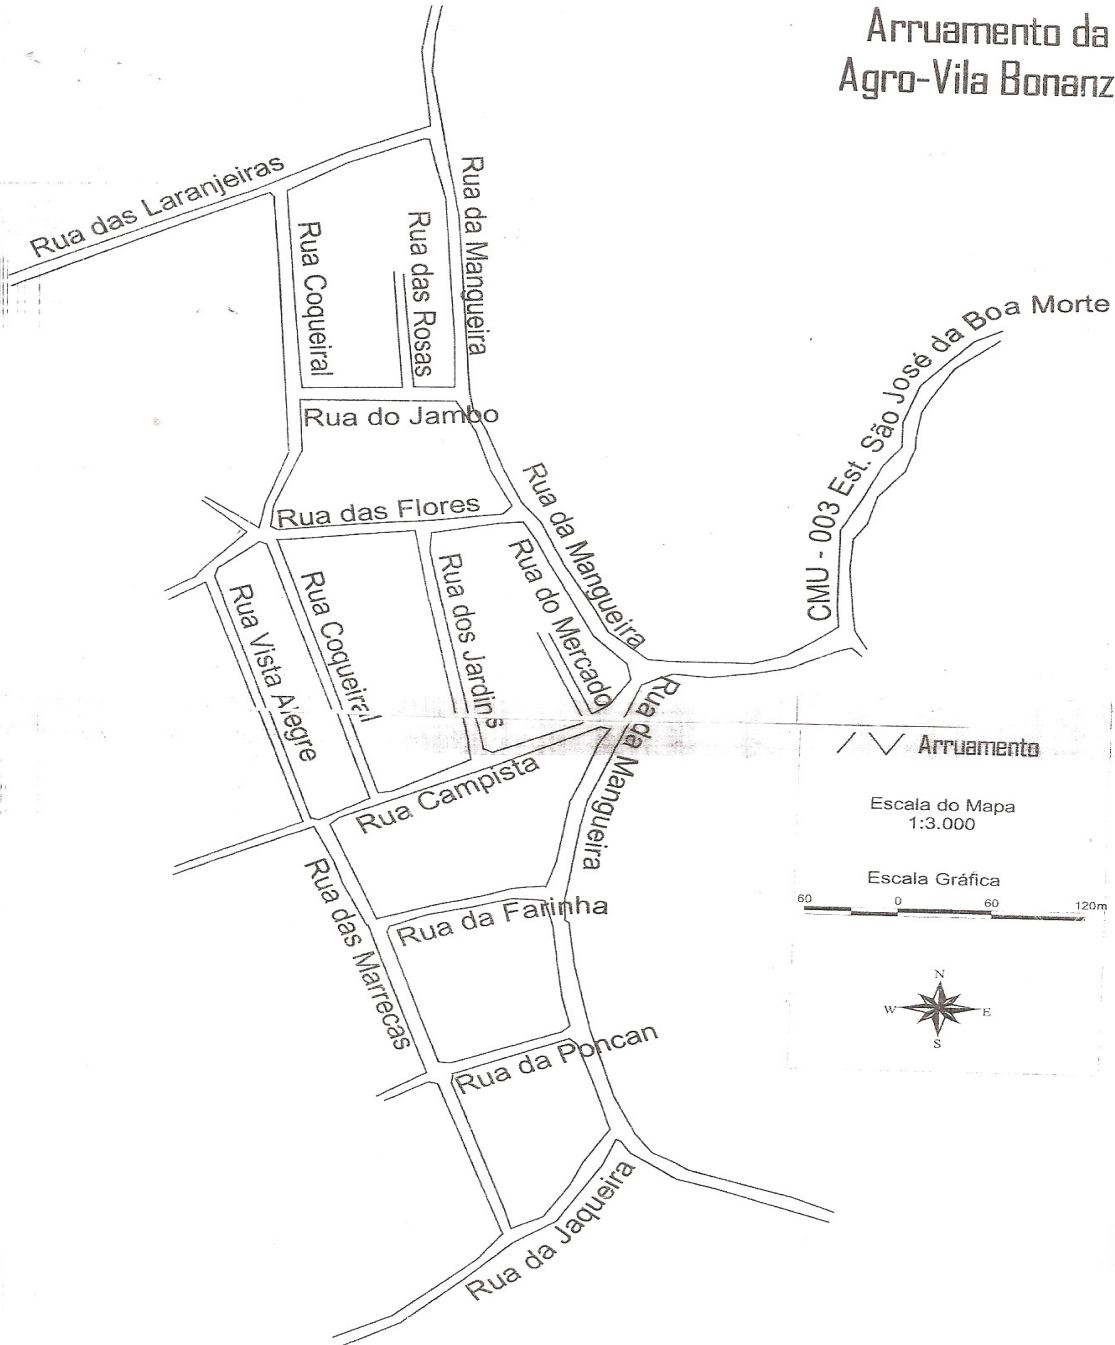 Arruamento da
Agro-Vila Bonanz
Rua das Laranjeiras
Rua da Mangueira
Rua Coqueiral
Rua das Rosas
Rua do Jambo
CMU - 003 Est. São José da Boa Morte
Rua das Flores
Rua da Mangueira
Rua do Mercado
Rua dos Jardins
Rua Coqueiral
Rua Vista Alegre
Rua da Mangueira
Rua Campista
Arruamento
Escala do Mapa
1:3.000
Escala Gráfica
60 0 60 120m
Rua das Marrecas
Rua da Farinha
N
W E
S
Rua da Poncan
Rua da Jaqueira